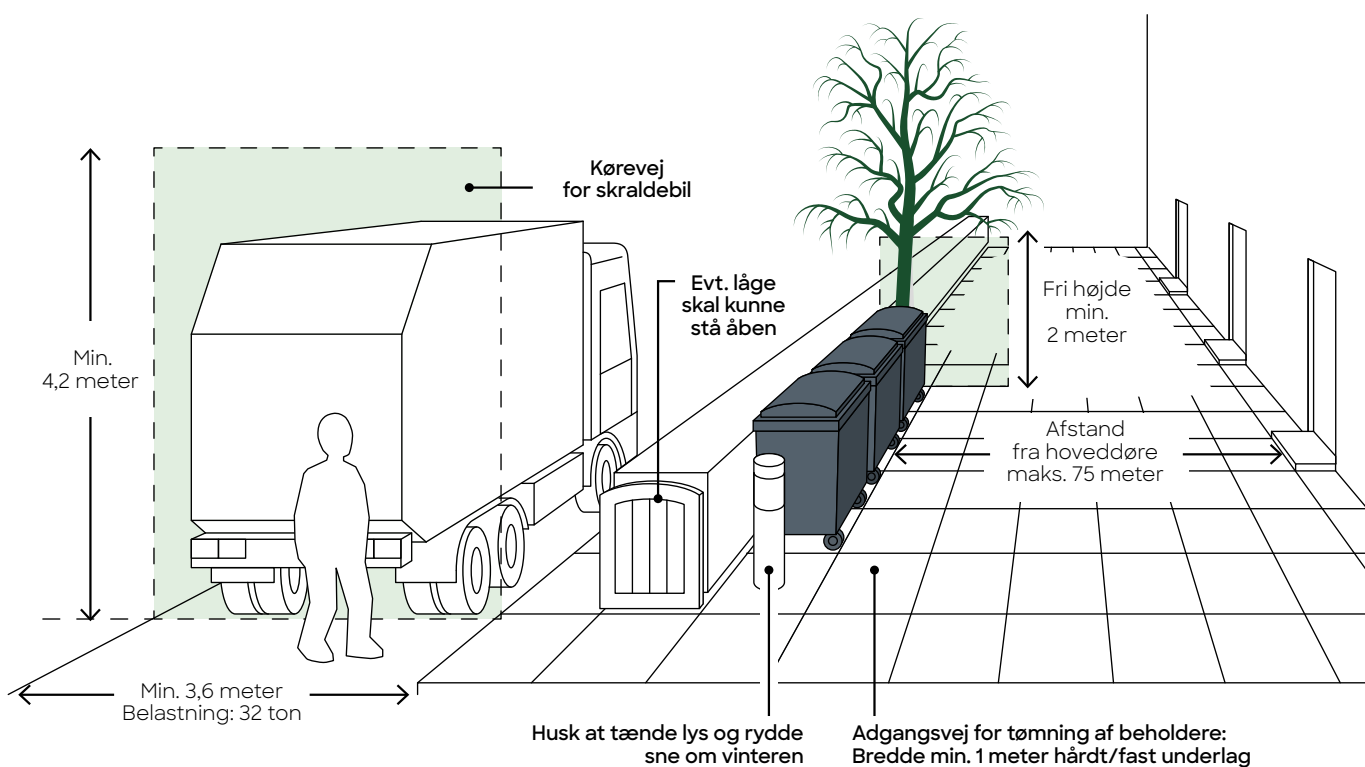 Kørevej
for skraldebil
Evt. låge
skal kunne
stå åben
Fri højde
min.
2 meter
Min.
4,2 meter
Afstand
fra hoveddøre
maks. 75 meter
Min. 3,6 meter
Belastning: 32 ton
Husk at tænde lys og rydde
sne om vinteren
Adgangsvej for tømning af beholdere:
Bredde min. 1 meter hårdt/fast underlag